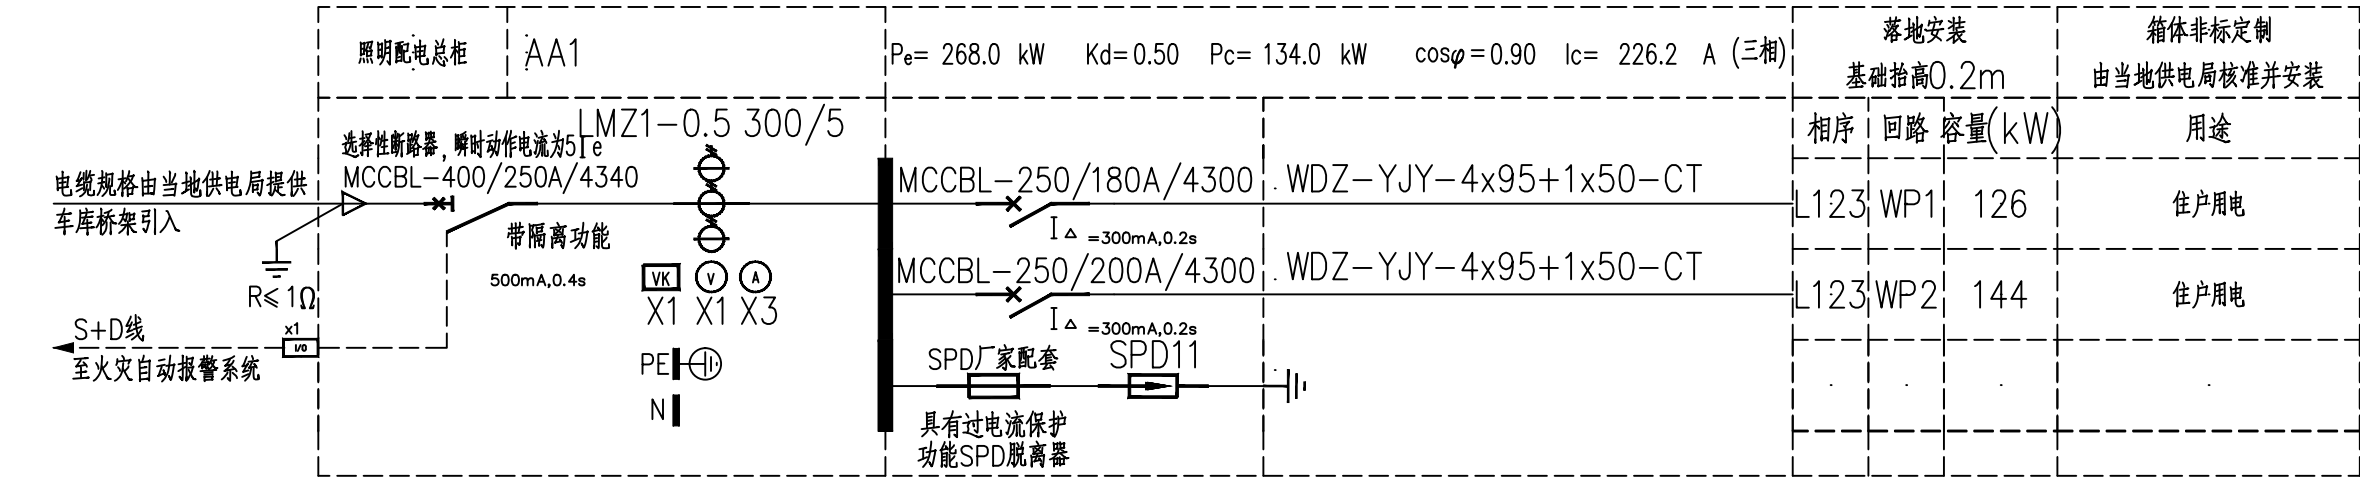 照明配电总柜 AA1 Pe= 268.0 kW Kd=0.50 Pc= 134.0 kW cosφ=0.90 Ic= 226.2 A (三相)
落地安装
基础抬高0.2m
箱体非标定制
由当地供电局核准并安装
相序 回路 容量(kW) 用途
LMZ1-0.5 300/5
选择性断路器,瞬时动作电流为5Ie
MCCBL-400/250A/4340
电缆规格由当地供电局提供
车库桥架引入
带隔离功能
500mA,0.4s
R≤1Ω
VK V A
X1 X1 X3
S+D线
x1
I/O
至火灾自动报警系统
PE
N
MCCBL-250/180A/4300 WDZ-YJY-4x95+1x50-CT
L123 WP1 126 住户用电
I△ =300mA,0.2s
MCCBL-250/200A/4300 WDZ-YJY-4x95+1x50-CT
L123 WP2 144 住户用电
I△ =300mA,0.2s
SPD厂家配套 SPD11
具有过电流保护
功能SPD脱离器